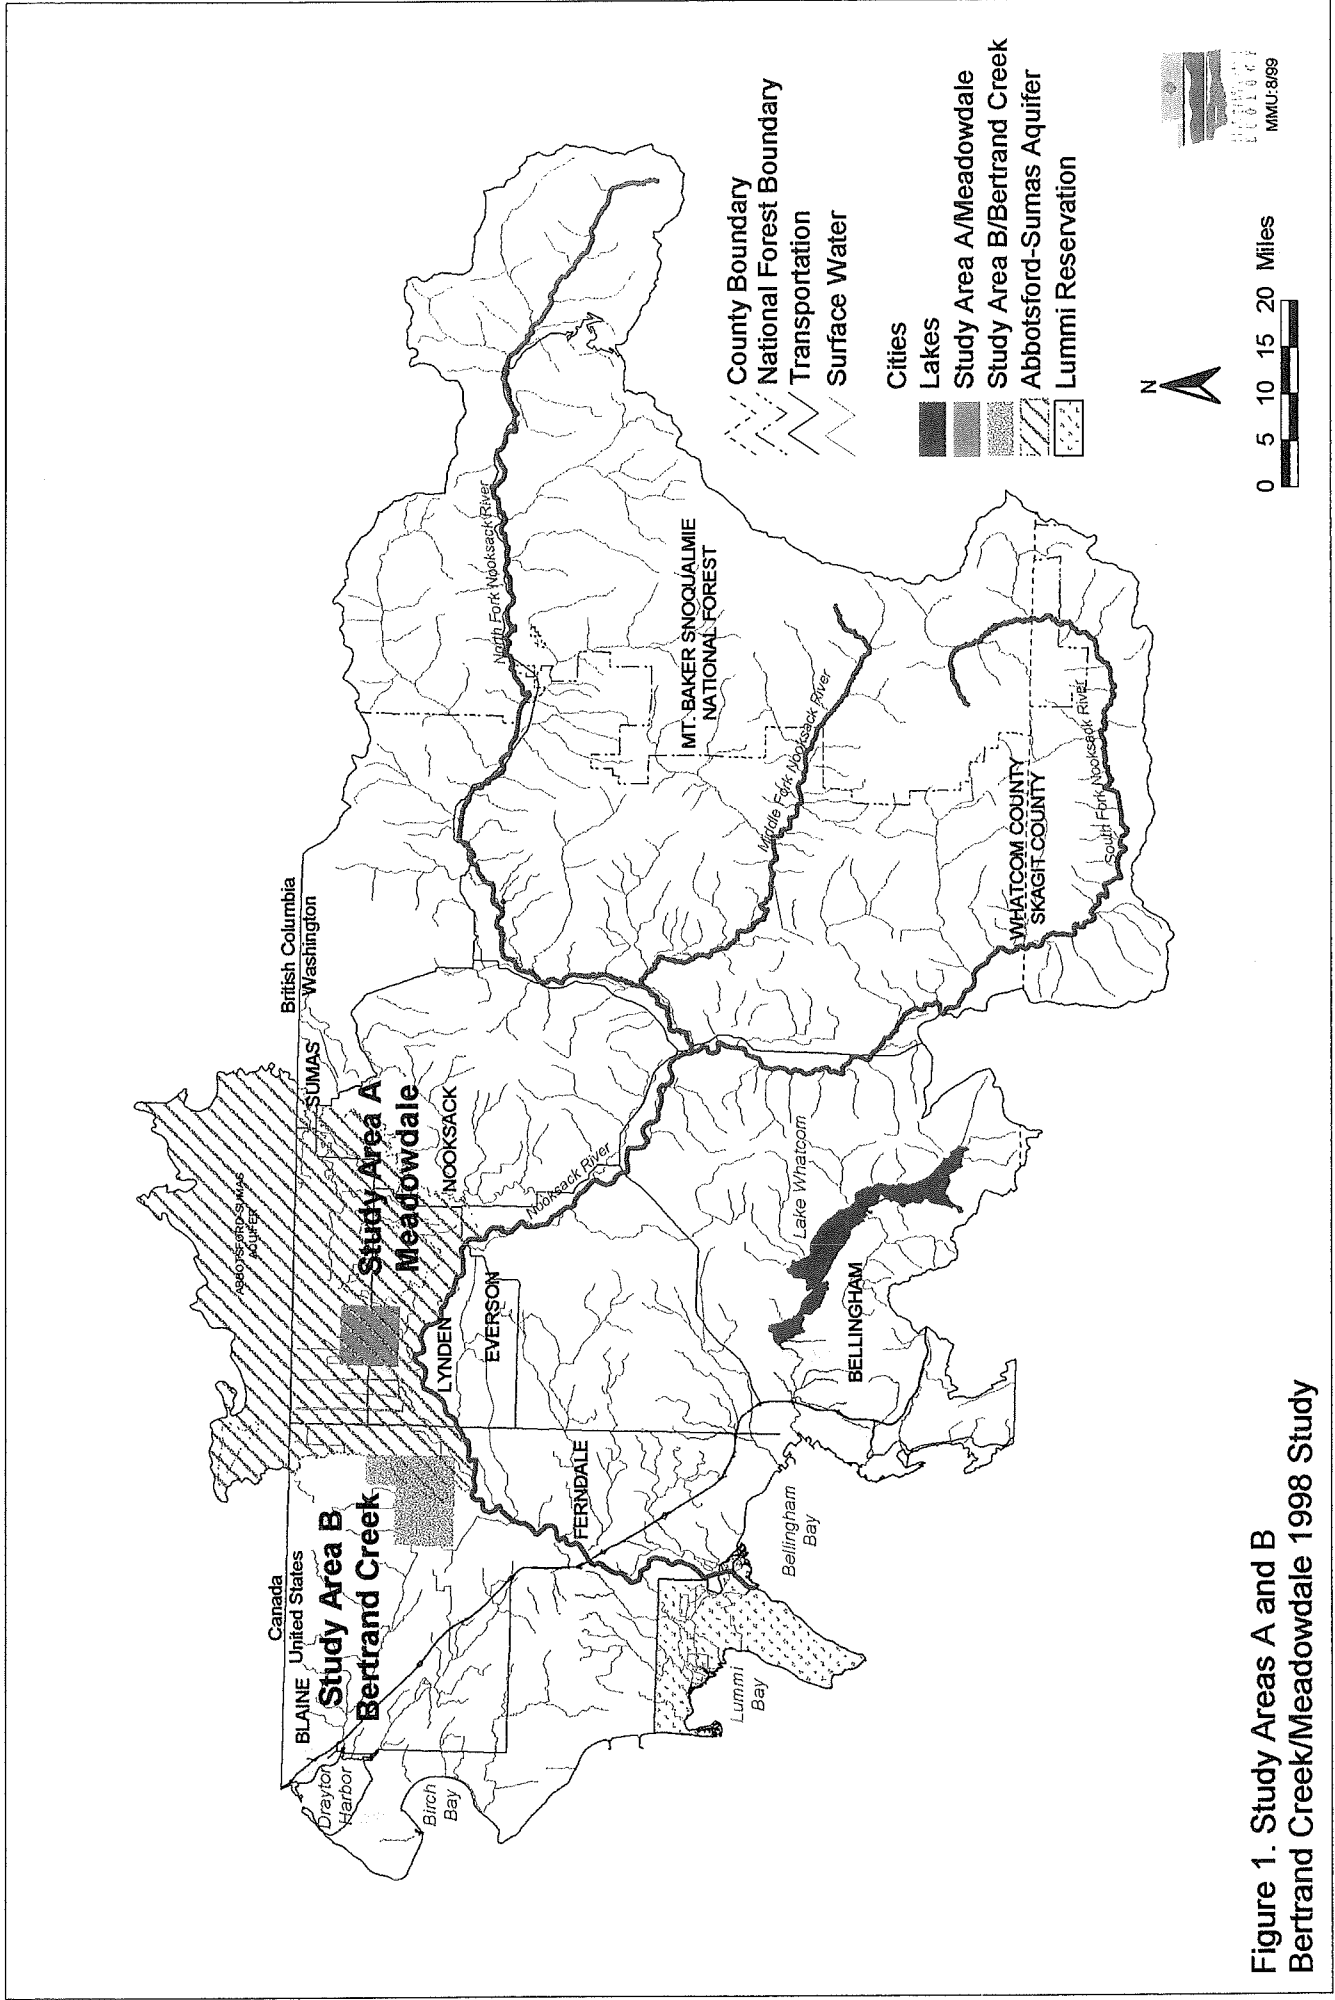 British Columbia
Washington
Canada
United States
BLAINE
Study Area B
Bertrand Creek
Drayton
Harbor
Birch
Bay
ABBOTSFORD-SUMAS
AQUIFER
SUMAS
Study Area A
Meadowdale
NOOKSACK
LYNDEN
EVERSON
Nooksack River
FERNDALE
Lummi
Bay
Bellingham
Bay
BELLINGHAM
Lake Whatcom
North Fork Nooksack River
MT. BAKER SNOQUALMIE
NATIONAL FOREST
Middle Fork Nooksack River
WHATCOM COUNTY
SKAGIT COUNTY
South Fork Nooksack River
County Boundary
National Forest Boundary
Transportation
Surface Water
Cities
Lakes
Study Area A/Meadowdale
Study Area B/Bertrand Creek
Abbotsford-Sumas Aquifer
Lummi Reservation
N
0 5 10 15 20 Miles
MMU:8/99
Figure 1. Study Areas A and B
Bertrand Creek/Meadowdale 1998 Study